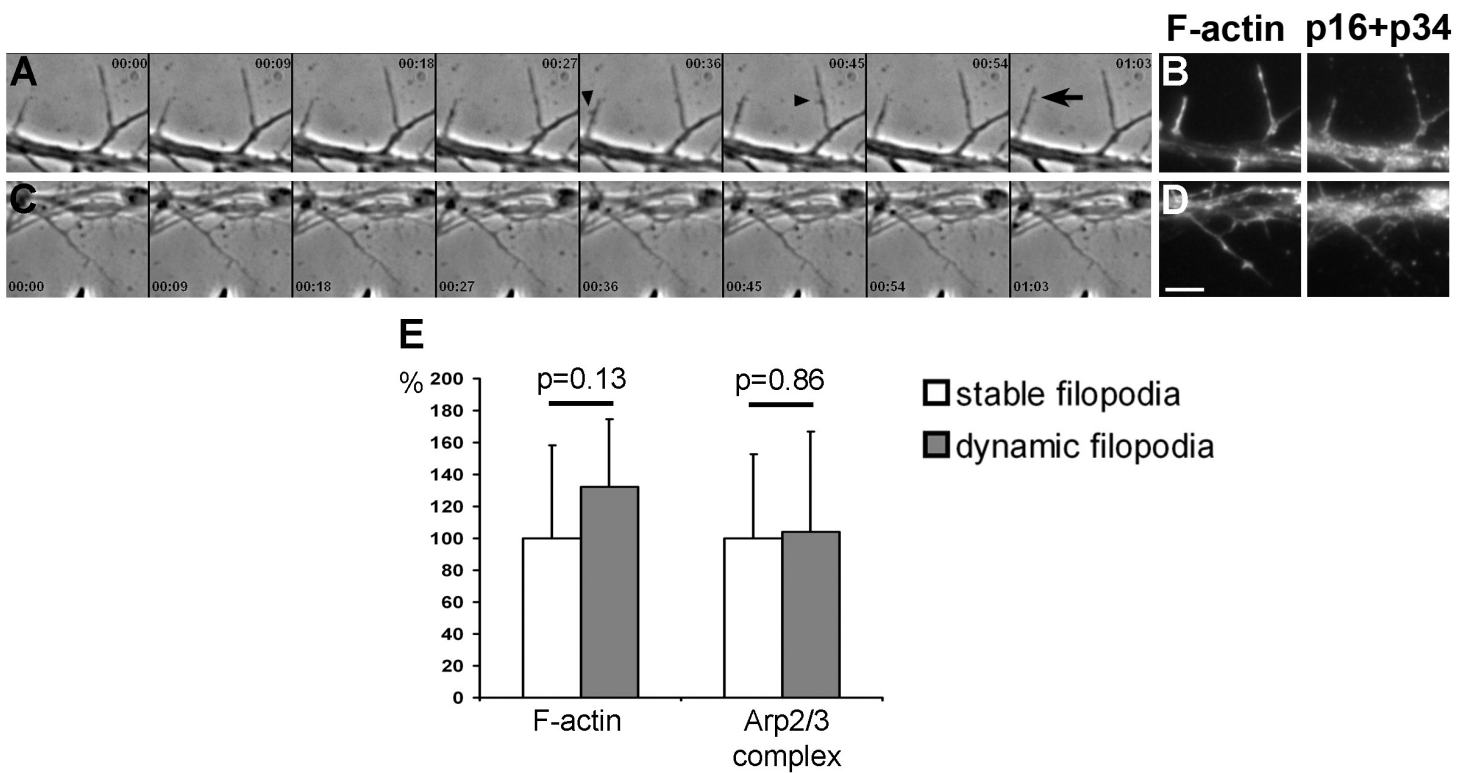 F-actin p16+p34
A 00:00 00:09 00:18 00:27 00:36 00:45 00:54 01:03 B
C 00:00 00:09 00:18 00:27 00:36 00:45 00:54 01:03 D
E
% 200
180
160
140
120
100
80
60
40
20
0
p=0.13 p=0.86
stable filopodia
dynamic filopodia
F-actin Arp2/3
complex